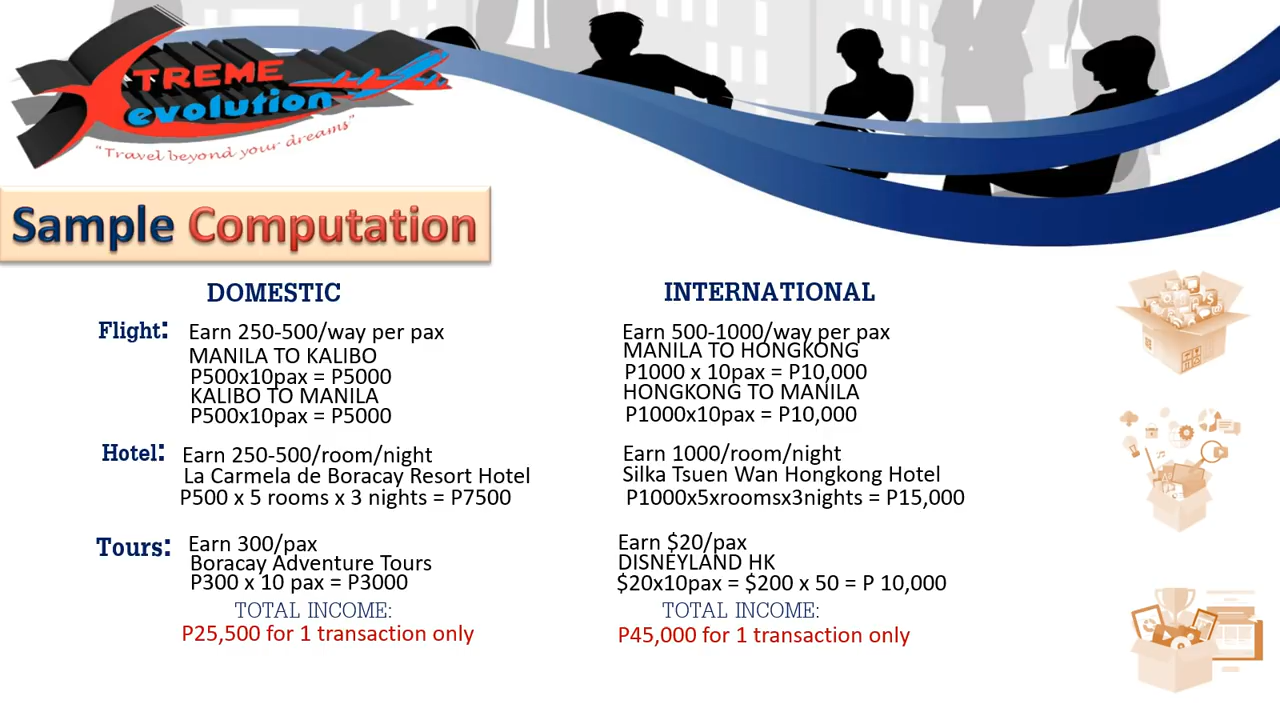 XTREME
evolution
"Travel beyond your dreams"
Sample Computation
DOMESTIC
Flight: Earn 250-500/way per pax
MANILA TO KALIBO
P500x10pax = P5000
KALIBO TO MANILA
P500x10pax = P5000
Hotel: Earn 250-500/room/night
La Carmela de Boracay Resort Hotel
P500 x 5 rooms x 3 nights = P7500
Tours: Earn 300/pax
Boracay Adventure Tours
P300 x 10 pax = P3000
TOTAL INCOME:
P25,500 for 1 transaction only
INTERNATIONAL
Earn 500-1000/way per pax
MANILA TO HONGKONG
P1000 x 10pax = P10,000
HONGKONG TO MANILA
P1000x10pax = P10,000
Earn 1000/room/night
Silka Tsuen Wan Hongkong Hotel
P1000x5xroomsx3nights = P15,000
Earn $20/pax
DISNEYLAND HK
$20x10pax = $200 x 50 = P 10,000
TOTAL INCOME:
P45,000 for 1 transaction only